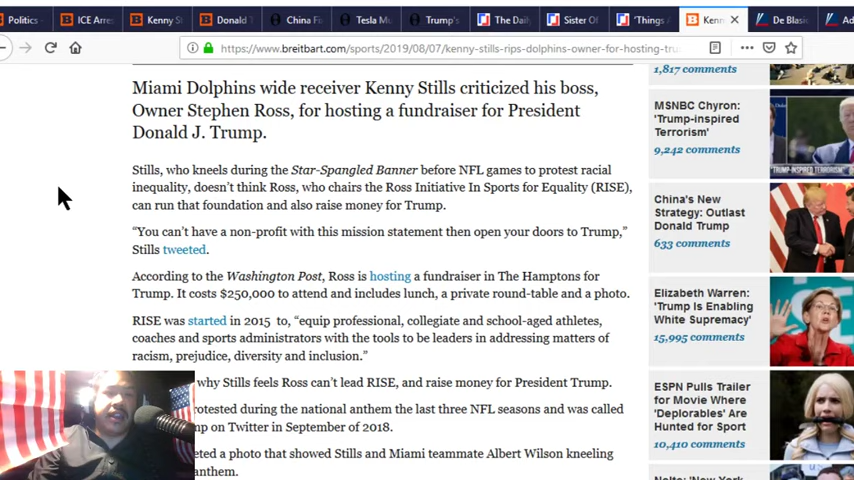 Politics -
ICE Arres
Kenny St
Donald
China Fi
Tesla Mo
Trump's
The Daily
Sister Of
'Things A
Kenn
De Blasio
Ad
https://www.breitbart.com/sports/2019/08/07/kenny-stills-rips-dolphins-owner-for-hosting-tru
Miami Dolphins wide receiver Kenny Stills criticized his boss,
Owner Stephen Ross, for hosting a fundraiser for President
Donald J. Trump.
Stills, who kneels during the Star-Spangled Banner before NFL games to protest racial
inequality, doesn't think Ross, who chairs the Ross Initiative In Sports for Equality (RISE),
can run that foundation and also raise money for Trump.
"You can't have a non-profit with this mission statement then open your doors to Trump,"
Stills tweeted.
According to the Washington Post, Ross is hosting a fundraiser in The Hamptons for
Trump. It costs $250,000 to attend and includes lunch, a private round-table and a photo.
RISE was started in 2015 to, "equip professional, collegiate and school-aged athletes,
coaches and sports administrators with the tools to be leaders in addressing matters of
racism, prejudice, diversity and inclusion."
why Stills feels Ross can't lead RISE, and raise money for President Trump.
rotested during the national anthem the last three NFL seasons and was called
mp on Twitter in September of 2018.
eted a photo that showed Stills and Miami teammate Albert Wilson kneeling
anthem.
1,817 comments
MSNBC Chyron:
'Trump-inspired
Terrorism'
9,242 comments
China's New
Strategy: Outlast
Donald Trump
633 comments
Elizabeth Warren:
'Trump Is Enabling
White Supremacy'
15,995 comments
ESPN Pulls Trailer
for Movie Where
'Deplorables' Are
Hunted for Sport
10,410 comments
Nolte: 'New York